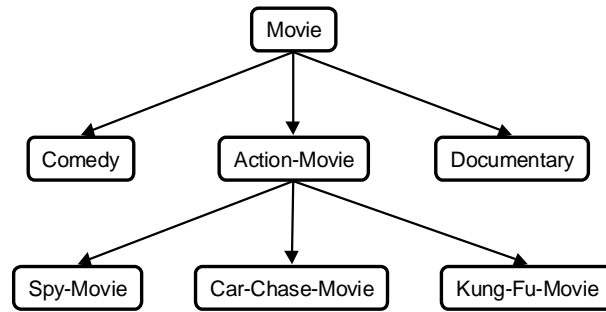 Movie
Comedy
Action-Movie
Documentary
Spy-Movie
Car-Chase-Movie
Kung-Fu-Movie